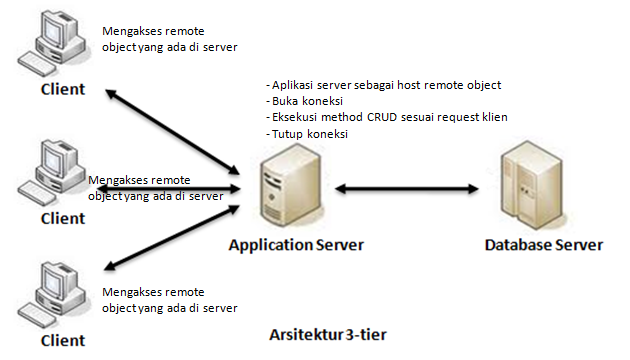 Mengakses remote
object yang ada di server
Client
- Aplikasi server sebagai host remote object
- Buka koneksi
- Eksekusi method CRUD sesuai request klien
- Tutup koneksi
Mengakses remote
object yang ada di server
Client
Application Server
Database Server
Mengakses remote
object yang ada di server
Client
Arsitektur 3-tier